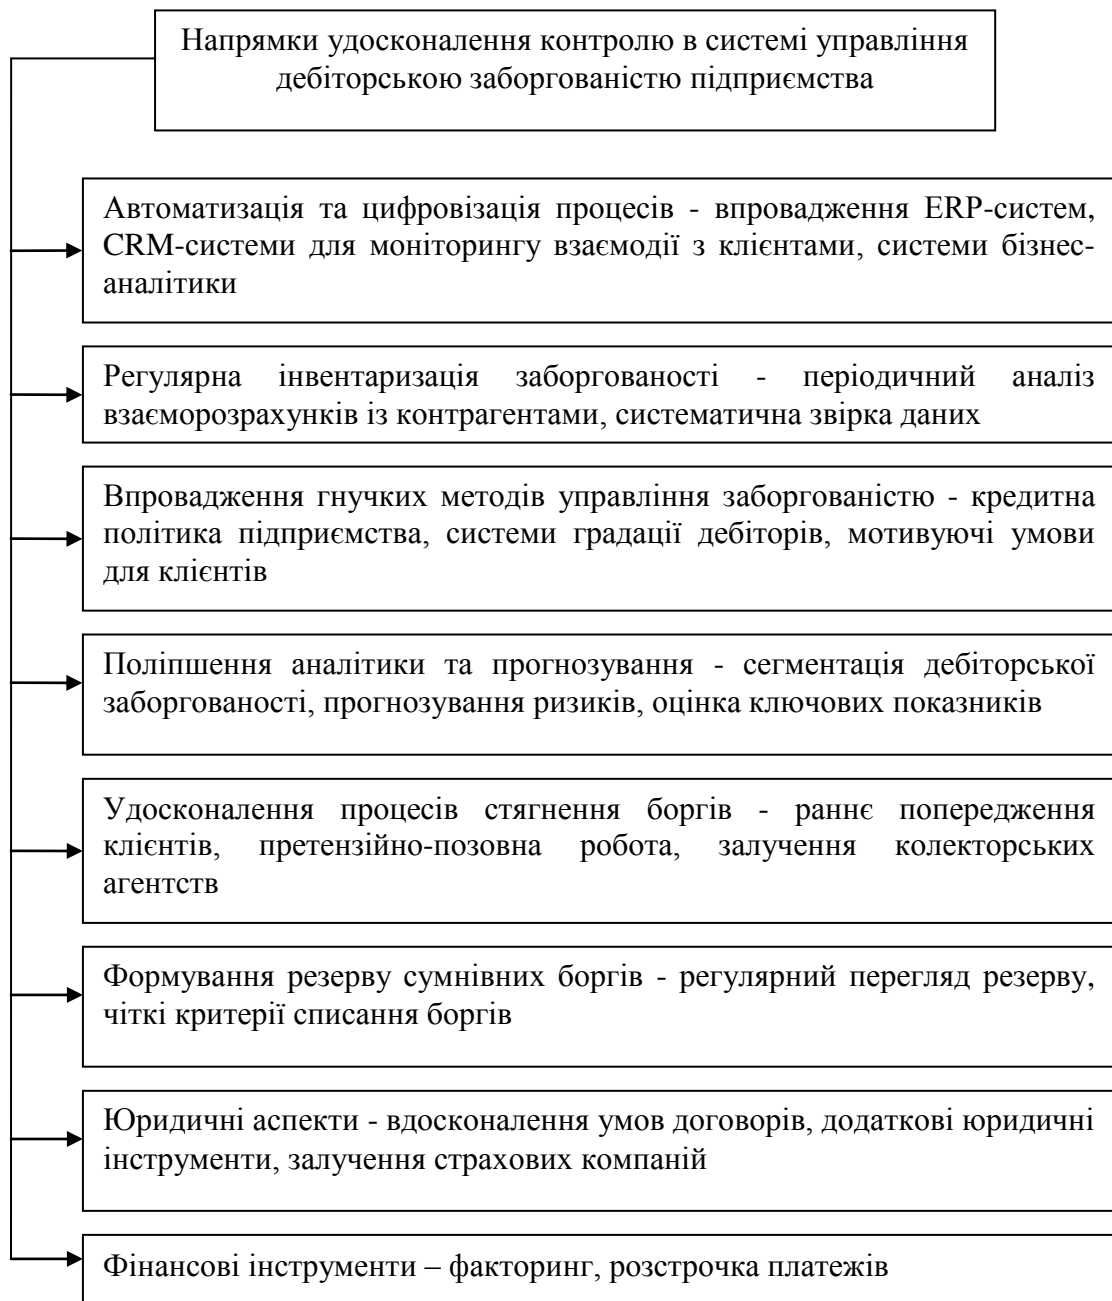 Напрямки удосконалення контролю в системі управління
дебіторською заборгованістю підприємства
Автоматизація та цифровізація процесів - впровадження ERP-систем,
CRM-системи для моніторингу взаємодії з клієнтами, системи бізнес-
аналітики
Регулярна інвентаризація заборгованості - періодичний аналіз
взаєморозрахунків із контрагентами, систематична звірка даних
Впровадження гнучких методів управління заборгованістю - кредитна
політика підприємства, системи градації дебіторів, мотивуючі умови
для клієнтів
Поліпшення аналітики та прогнозування - сегментація дебіторської
заборгованості, прогнозування ризиків, оцінка ключових показників
Удосконалення процесів стягнення боргів - раннє попередження
клієнтів, претензійно-позовна робота, залучення колекторських
агентств
Формування резерву сумнівних боргів - регулярний перегляд резерву,
чіткі критерії списання боргів
Юридичні аспекти - вдосконалення умов договорів, додаткові юридичні
інструменти, залучення страхових компаній
Фінансові інструменти – факторинг, розстрочка платежів